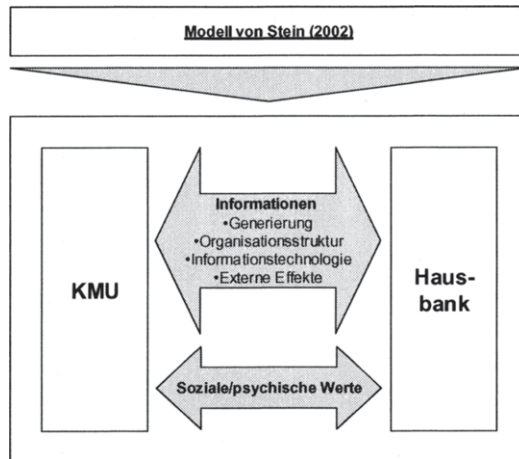 Modell von Stein (2002)
Informationen
•Generierung
•Organisationsstruktur
•Informationstechnologie
•Externe Effekte
KMU
Haus-
bank
Soziale/psychische Werte